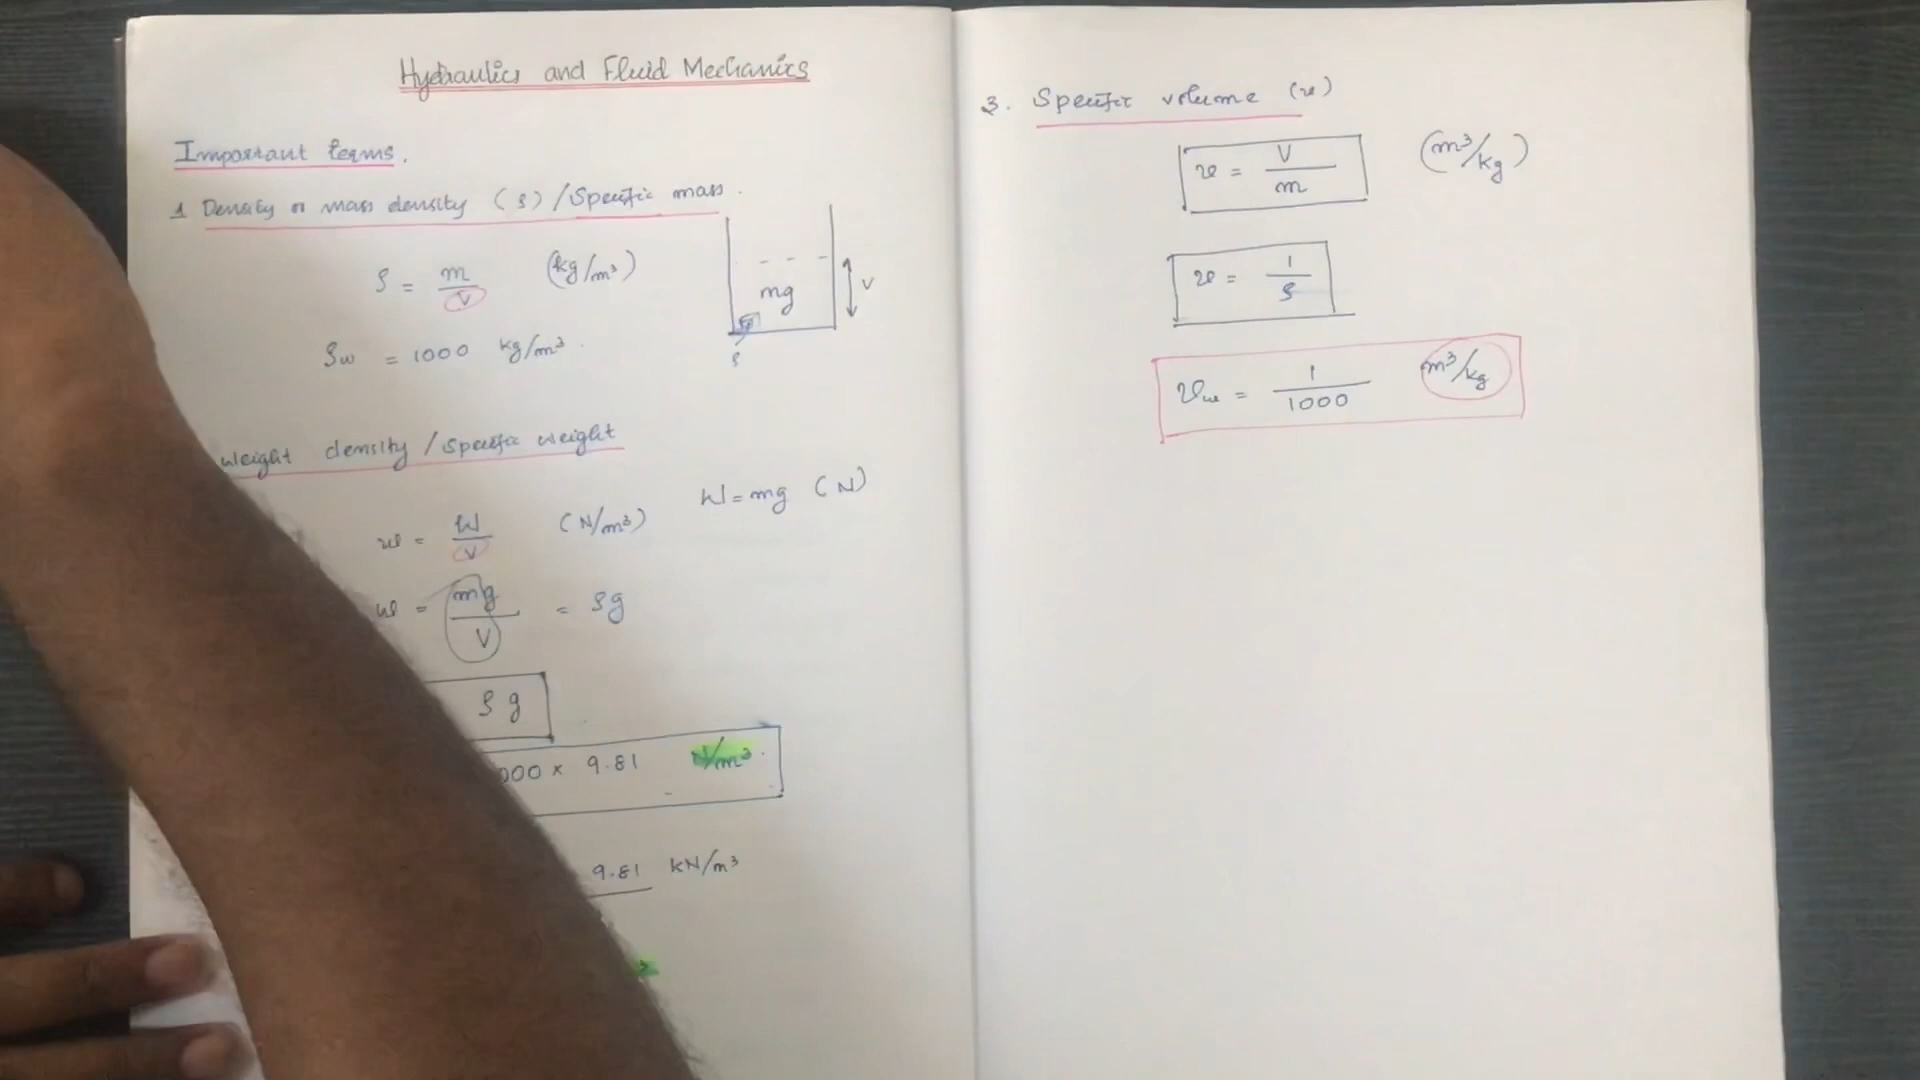 Hydraulics and Fluid Mechanics
Important terms.
1 Density or mass density (ρ) / Specific mass.
ρ = m/V (kg/m³)
mg
V
ρ
ρw = 1000 kg/m³.
weight density / specific weight
W = mg (N)
w = W/V (N/m³)
w = mg/V = ρg
ρg
000 × 9.81 N/m³.
9.81 kN/m³
3. Specific volume (v)
v = V/m (m³/kg)
v = 1/ρ
vw = 1/1000 m³/kg